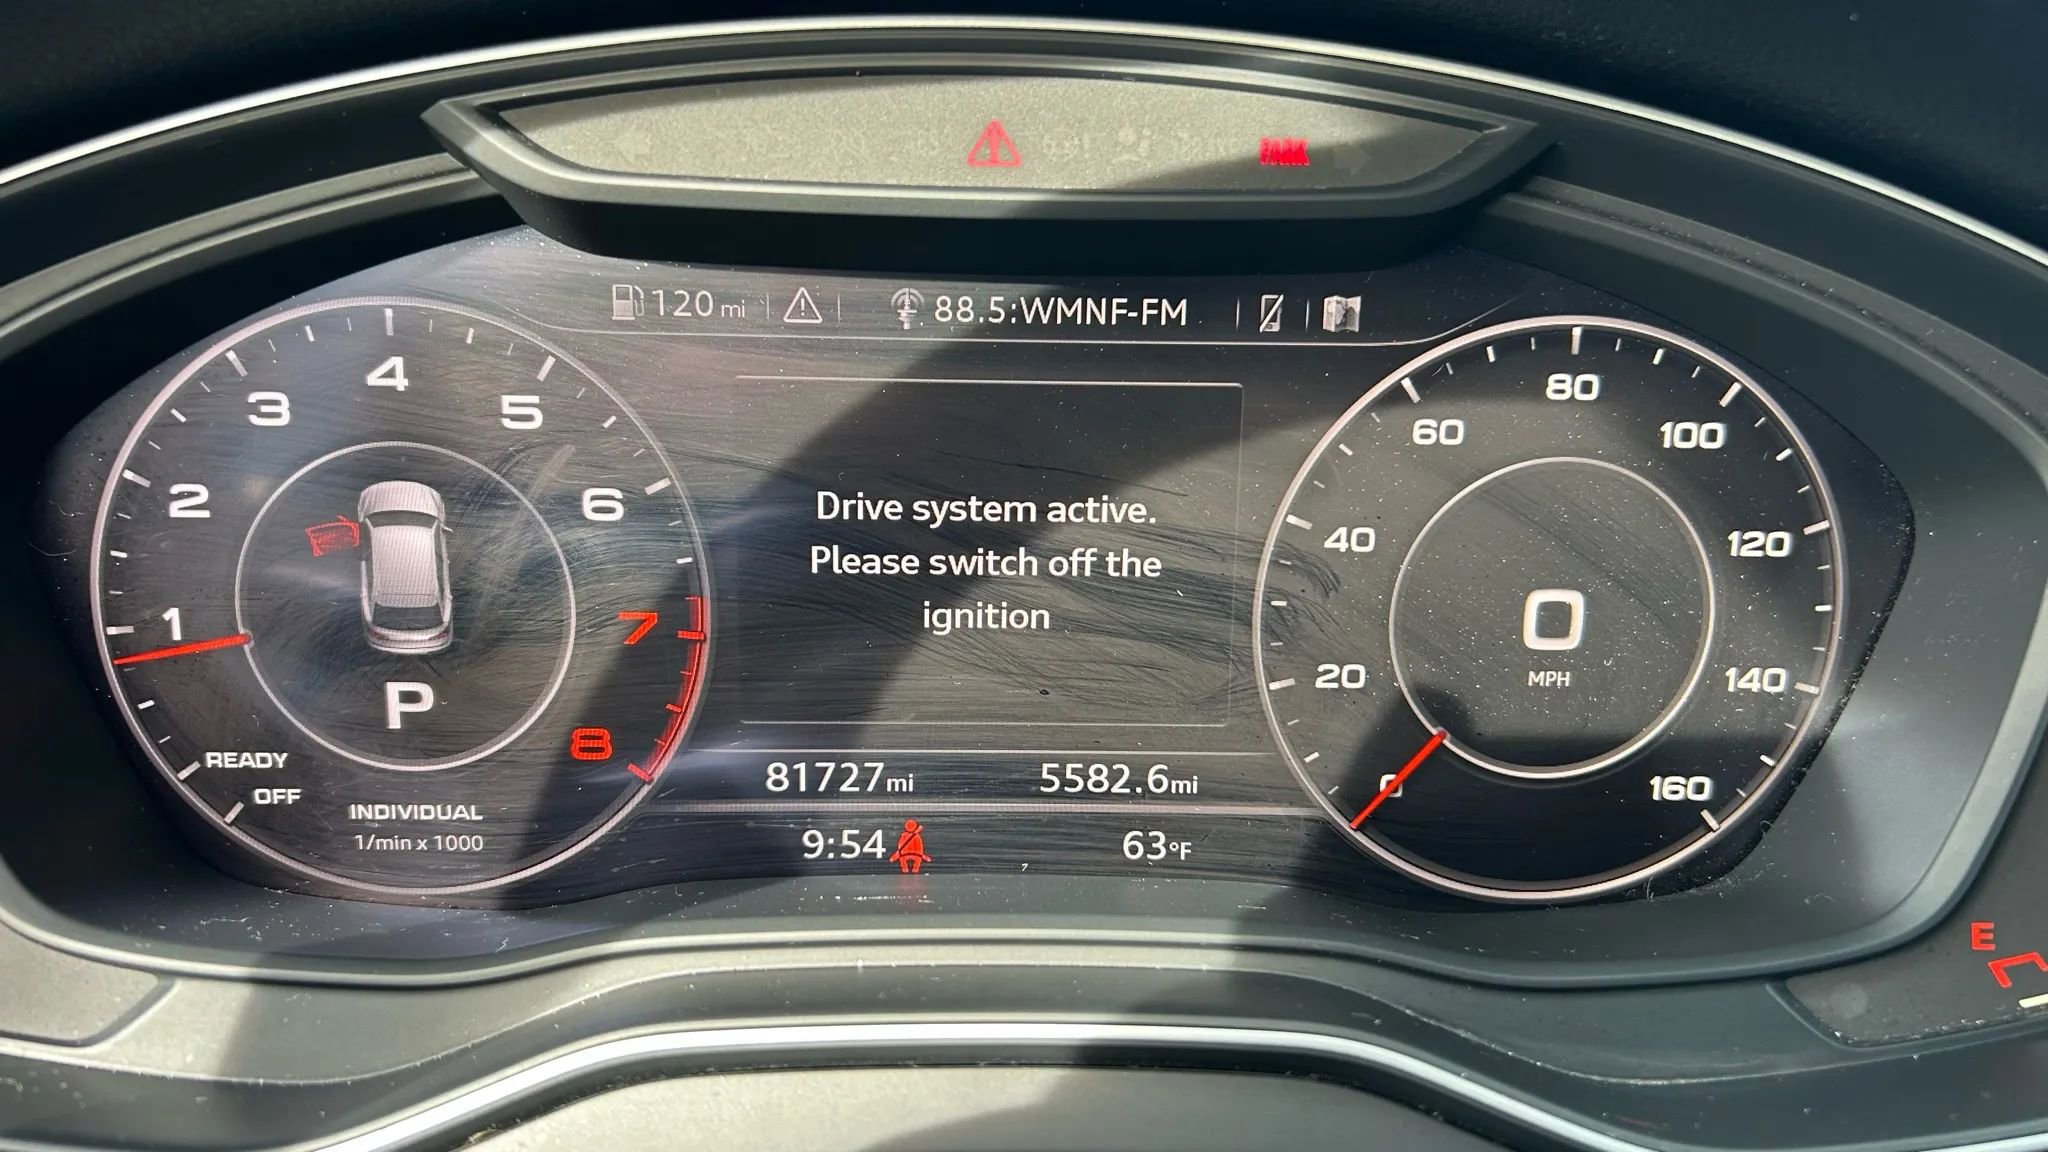 PARK
120 mi
88.5:WMNF-FM
Drive system active.
Please switch off the
ignition
1
2
3
4
5
6
7
8
P
READY
OFF
INDIVIDUAL
1/min x 1000
0
20
40
60
80
100
120
140
160
0
MPH
81727mi
5582.6mi
9:54
63°F
E